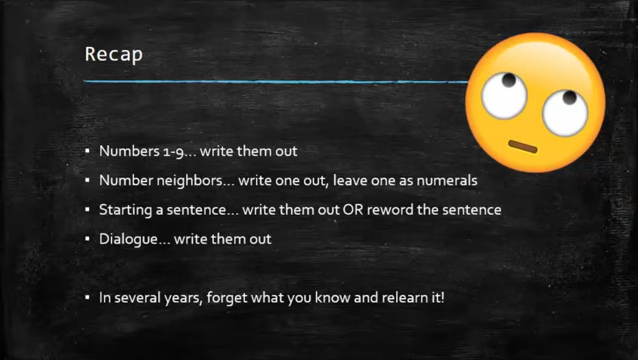 Recap
▪ Numbers 1-9... write them out
▪ Number neighbors... write one out, leave one as numerals
▪ Starting a sentence... write them out OR reword the sentence
▪ Dialogue... write them out
▪ In several years, forget what you know and relearn it!